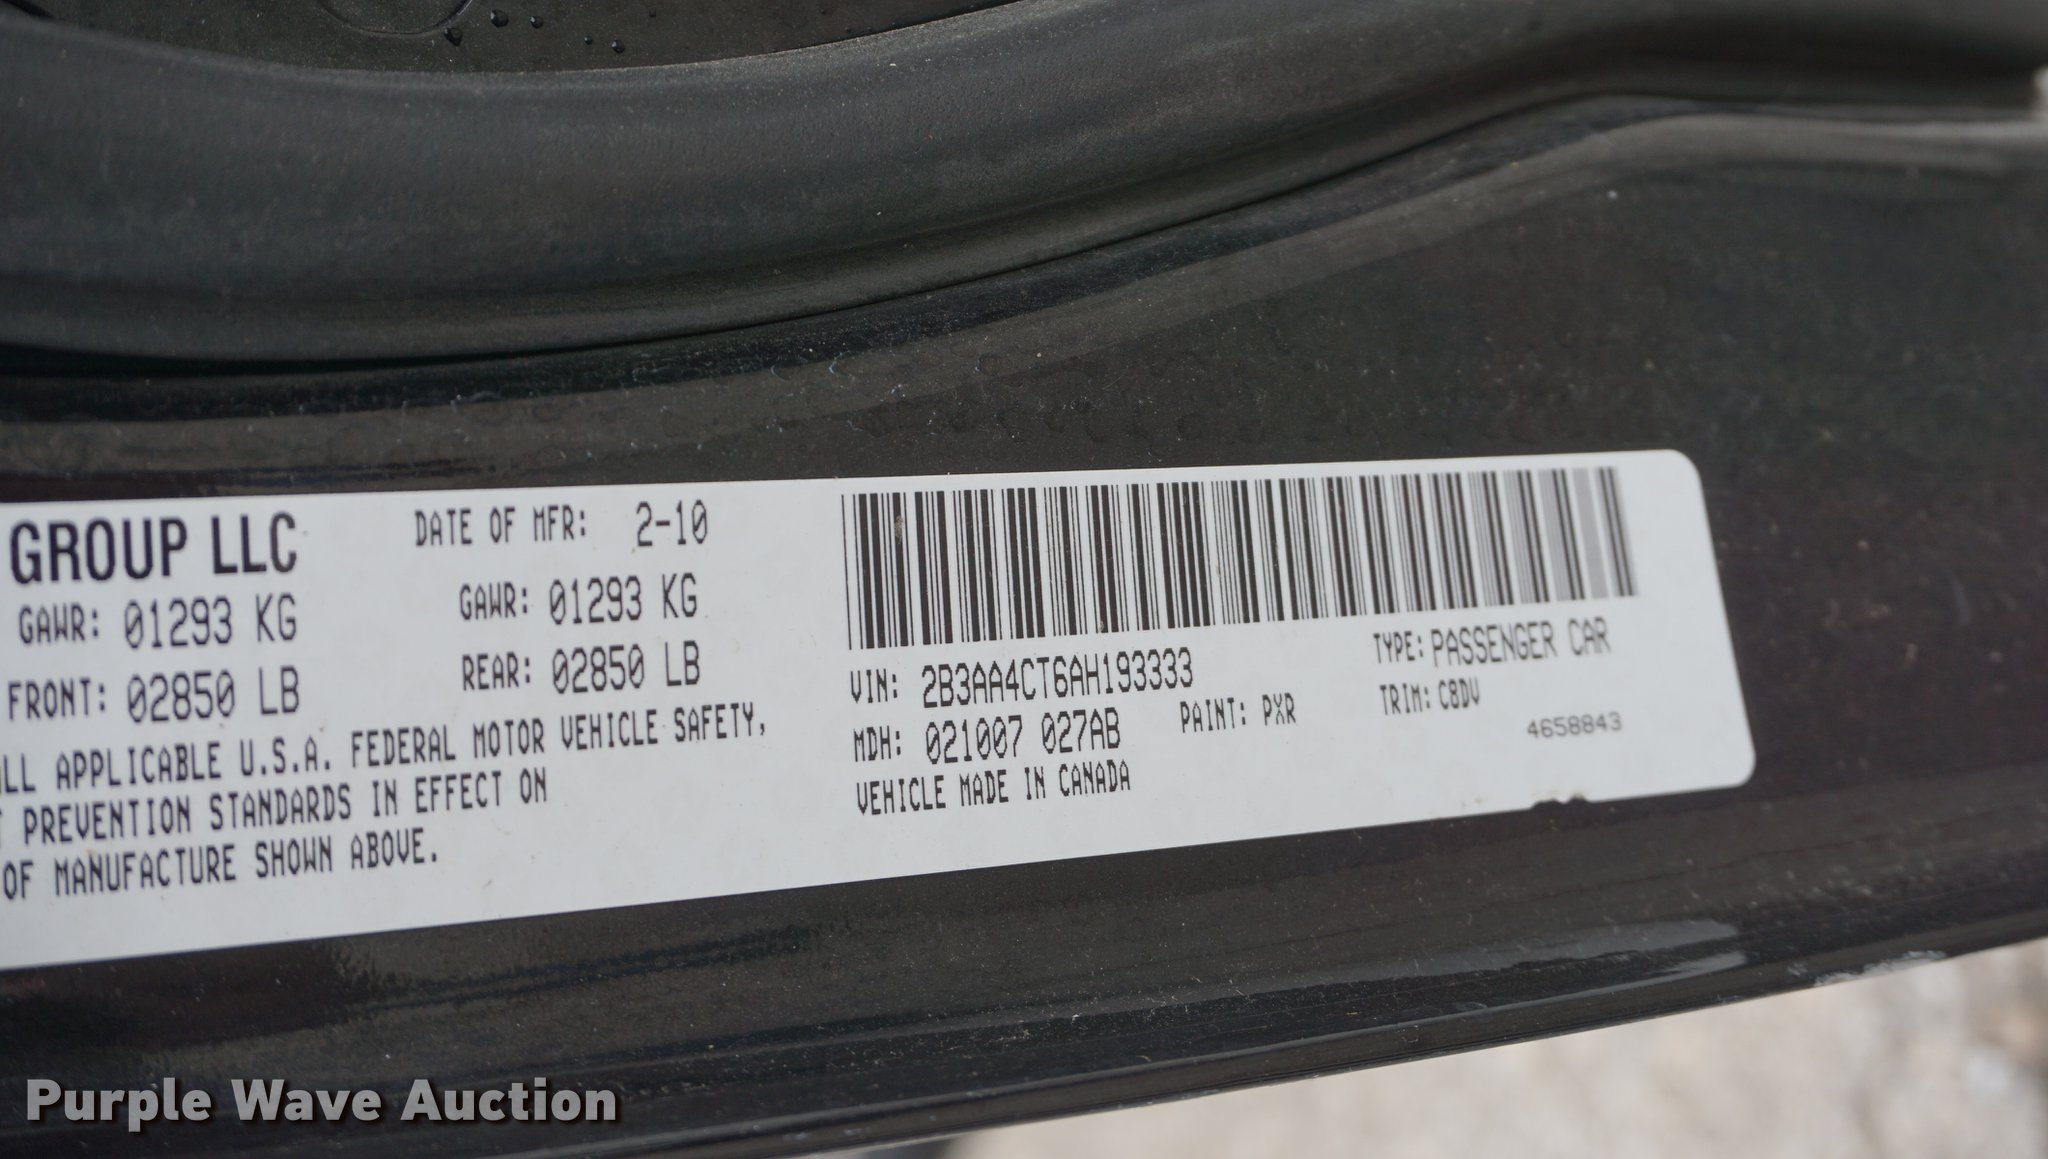 GROUP LLC
DATE OF MFR: 2-10
GAWR: 01293 KG
GAWR: 01293 KG
FRONT: 02850 LB
REAR: 02850 LB
ALL APPLICABLE U.S.A. FEDERAL MOTOR VEHICLE SAFETY,
PREVENTION STANDARDS IN EFFECT ON
OF MANUFACTURE SHOWN ABOVE.
VIN: 2B3AA4CT6AH193333
TYPE: PASSENGER CAR
MDH: 021007 027AB
PAINT: PXR
TRIM: C8DV
VEHICLE MADE IN CANADA
4658843
Purple Wave Auction